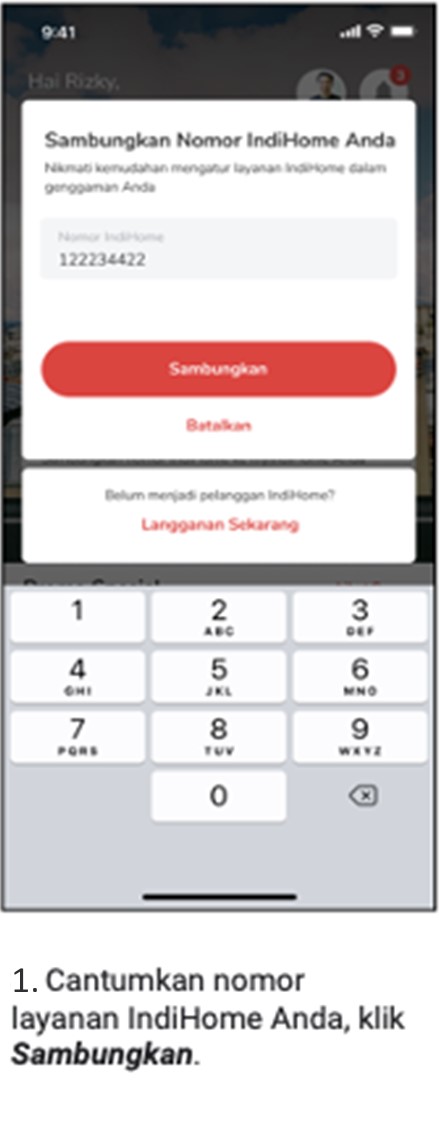 9:41
Hai Rizky,
3
Sambungkan Nomor IndiHome Anda
Nikmati kemudahan mengatur layanan IndiHome dalam
genggaman Anda
Nomor IndiHome
122234422
Sambungkan
Batalkan
Belum menjadi pelanggan IndiHome?
Langganan Sekarang
1
2
ABC
3
DEF
4
GHI
5
JKL
6
MNO
7
PQRS
8
TUV
9
WXYZ
0
1. Cantumkan nomor
layanan IndiHome Anda, klik
Sambungkan.